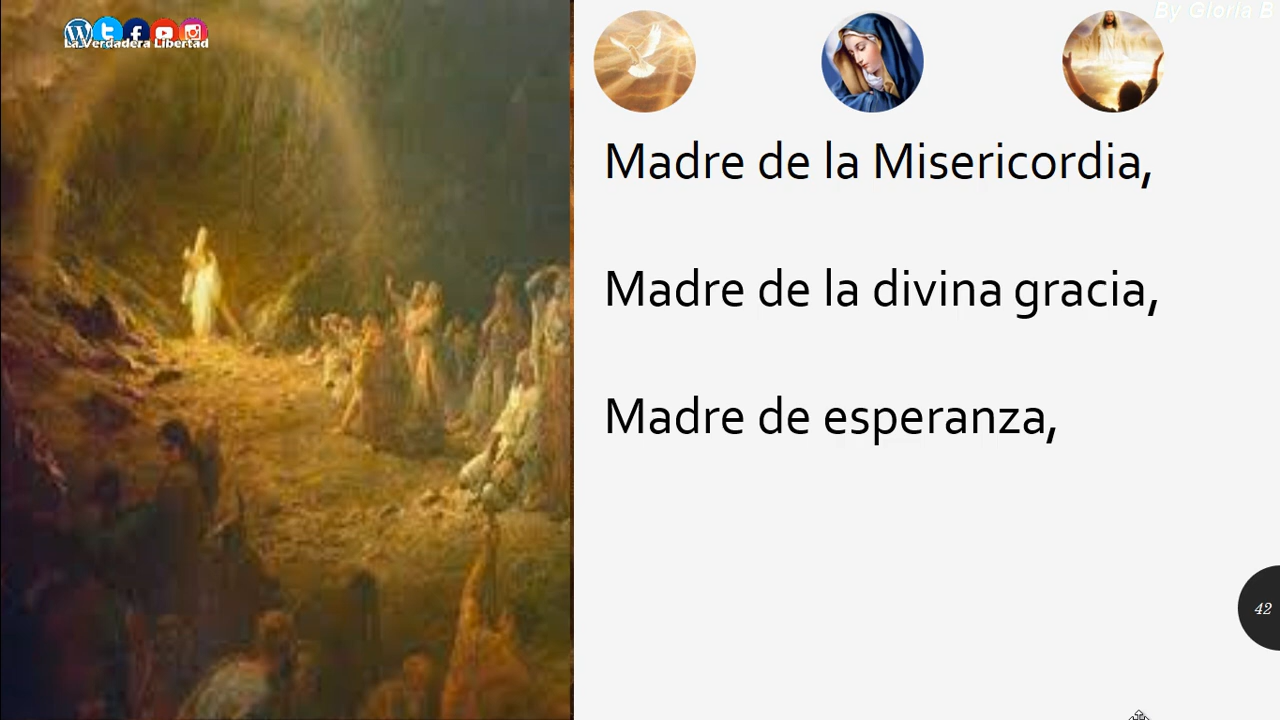 La Verdadera Libertad
By Gloria B
Madre de la Misericordia,
Madre de la divina gracia,
Madre de esperanza,
42